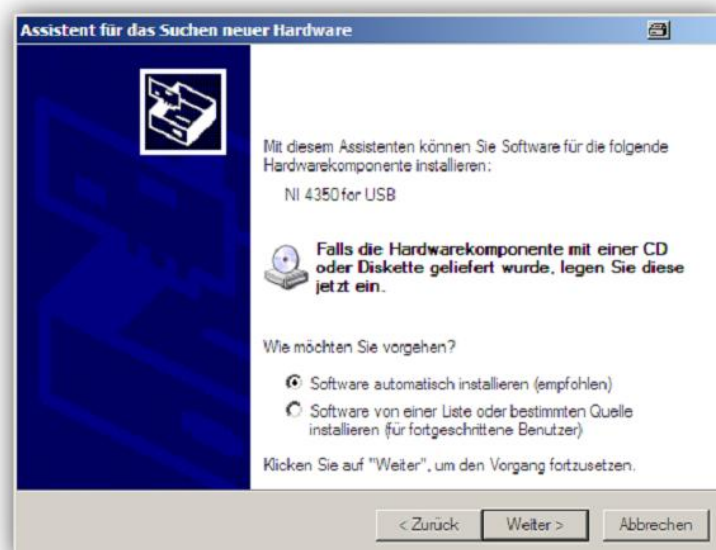 Assistent für das Suchen neuer Hardware
Mit diesem Assistenten können Sie Software für die folgende
Hardwarekomponente installieren:
NI 4350 for USB
Falls die Hardwarekomponente mit einer CD
oder Diskette geliefert wurde, legen Sie diese
jetzt ein.
Wie möchten Sie vorgehen?
Software automatisch installieren (empfohlen)
Software von einer Liste oder bestimmten Quelle
installieren (für fortgeschrittene Benutzer)
Klicken Sie auf "Weiter", um den Vorgang fortzusetzen.
< Zurück Weiter > Abbrechen